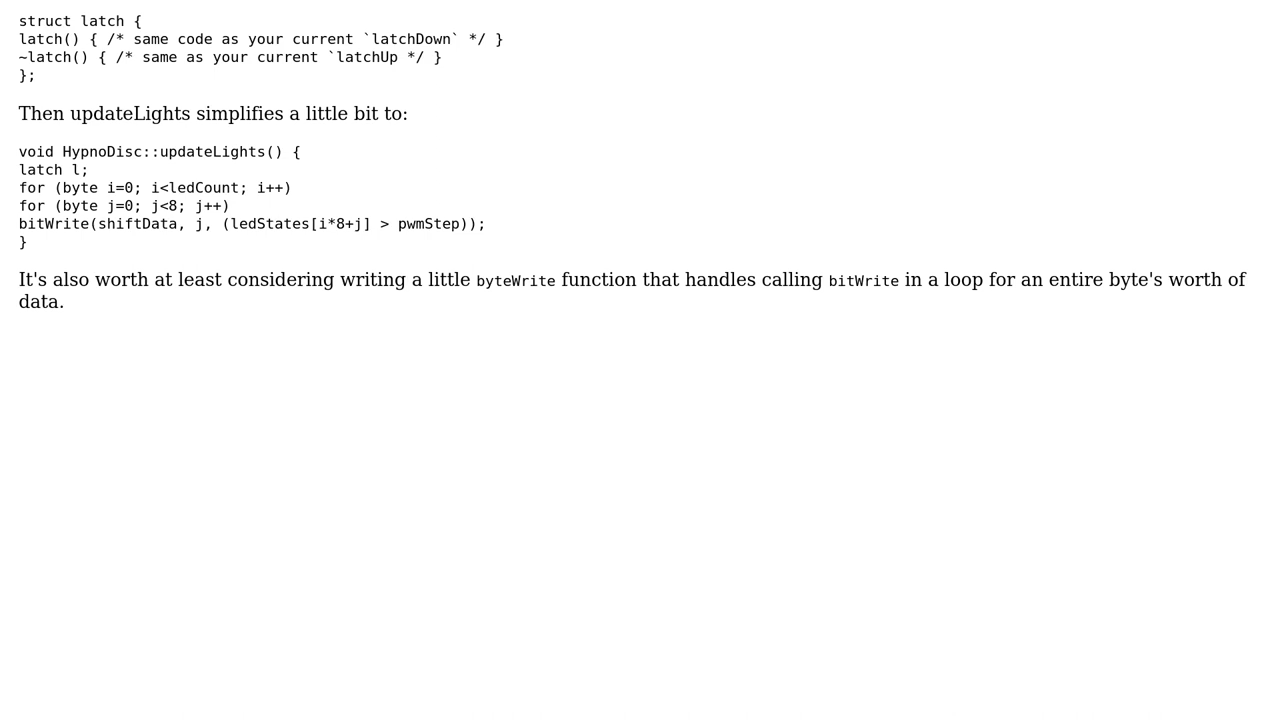 struct latch {
latch() { /* same code as your current `latchDown` */ }
~latch() { /* same as your current `latchUp */ }
};
Then updateLights simplifies a little bit to:
void HypnoDisc::updateLights() {
latch l;
for (byte i=0; i<ledCount; i++)
for (byte j=0; j<8; j++)
bitWrite(shiftData, j, (ledStates[i*8+j] > pwmStep));
}
It's also worth at least considering writing a little byteWrite function that handles calling bitWrite in a loop for an entire byte's worth of
data.